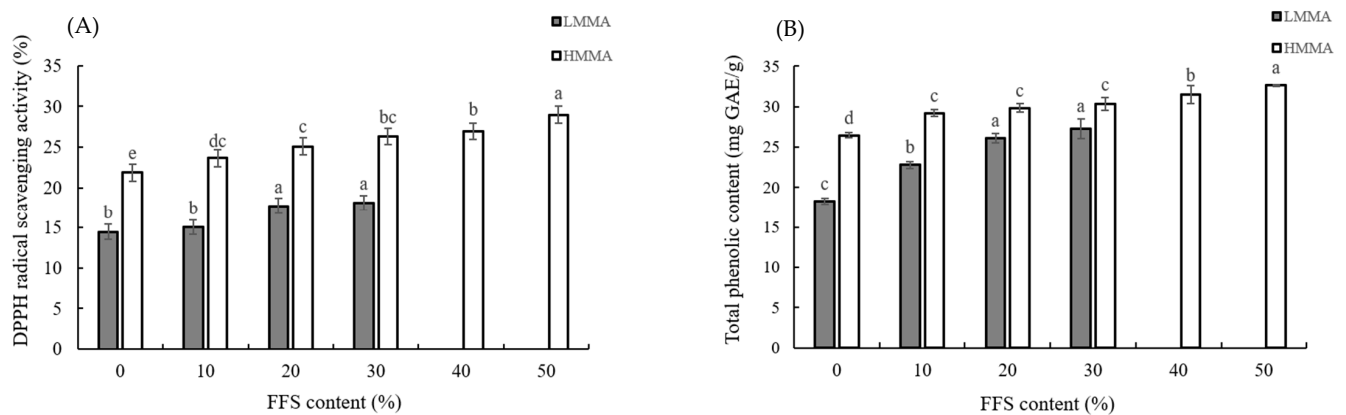 (A)
LMMA
HMMA
DPPH radical scavenging activity (%)
35
30
25
20
15
10
5
0
b
e
b
dc
a
c
a
bc
b
a
0 10 20 30 40 50
FFS content (%)
(B)
LMMA
HMMA
Total phenolic content (mg GAE/g)
35
30
25
20
15
10
5
0
c
d
b
c
a
c
a
c
b
a
0 10 20 30 40 50
FFS content (%)